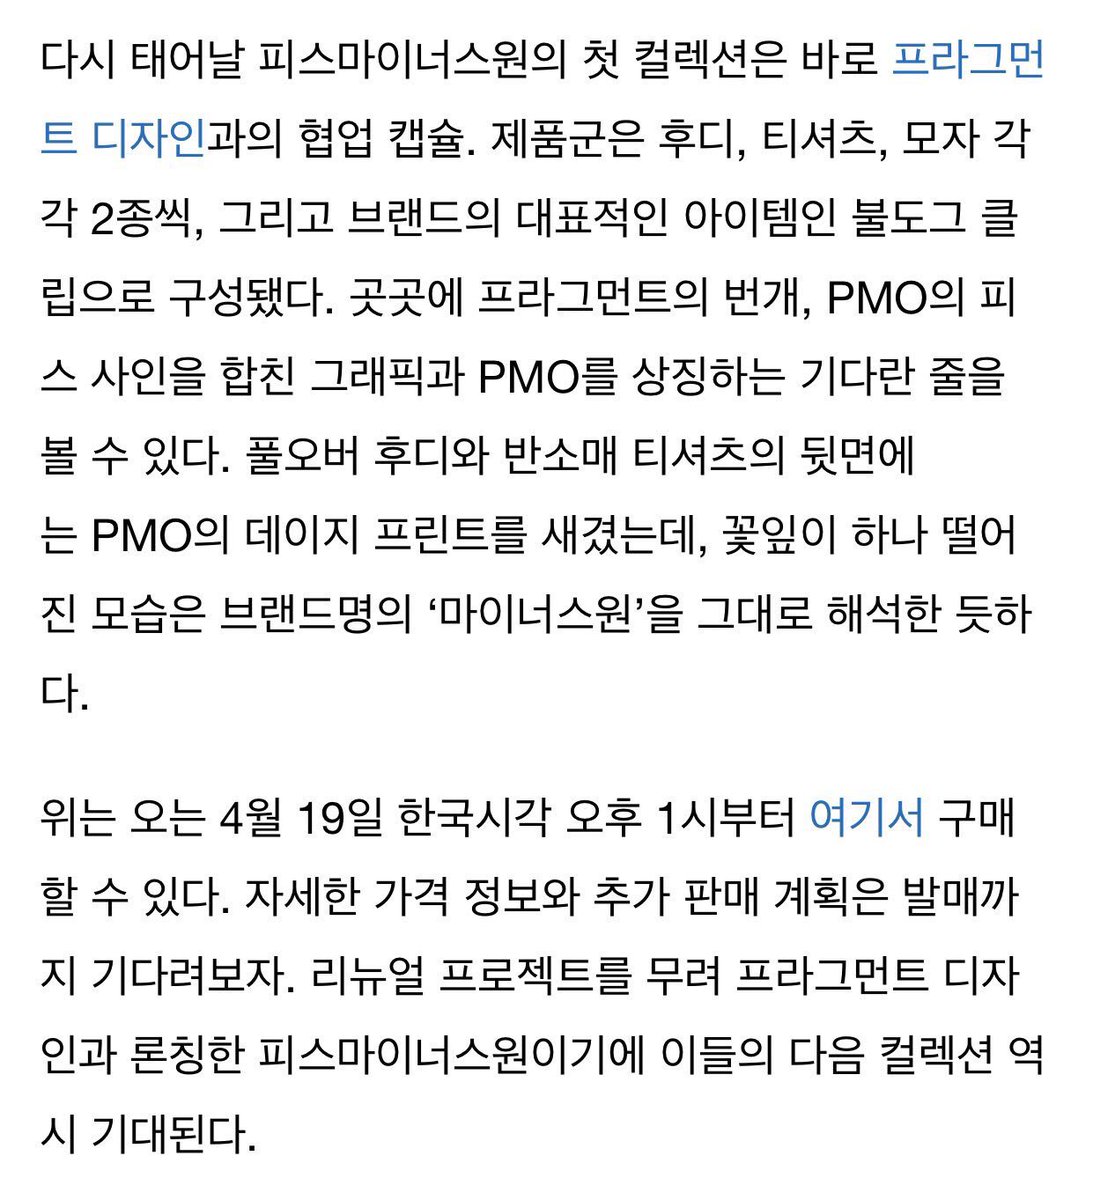 다시 태어날 피스마이너스원의 첫 컬렉션은 바로 프라그먼
트 디자인과의 협업 캡슐. 제품군은 후디, 티셔츠, 모자 각
각 2종씩, 그리고 브랜드의 대표적인 아이템인 불도그 클
립으로 구성됐다. 곳곳에 프라그먼트의 번개, PMO의 피
스 사인을 합친 그래픽과 PMO를 상징하는 기다란 줄을
볼 수 있다. 풀오버 후디와 반소매 티셔츠의 뒷면에
는 PMO의 데이지 프린트를 새겼는데, 꽃잎이 하나 떨어
진 모습은 브랜드명의 ‘마이너스원’을 그대로 해석한 듯하
다.
위는 오는 4월 19일 한국시각 오후 1시부터 여기서 구매
할 수 있다. 자세한 가격 정보와 추가 판매 계획은 발매까
지 기다려보자. 리뉴얼 프로젝트를 무려 프라그먼트 디자
인과 론칭한 피스마이너스원이기에 이들의 다음 컬렉션 역
시 기대된다.